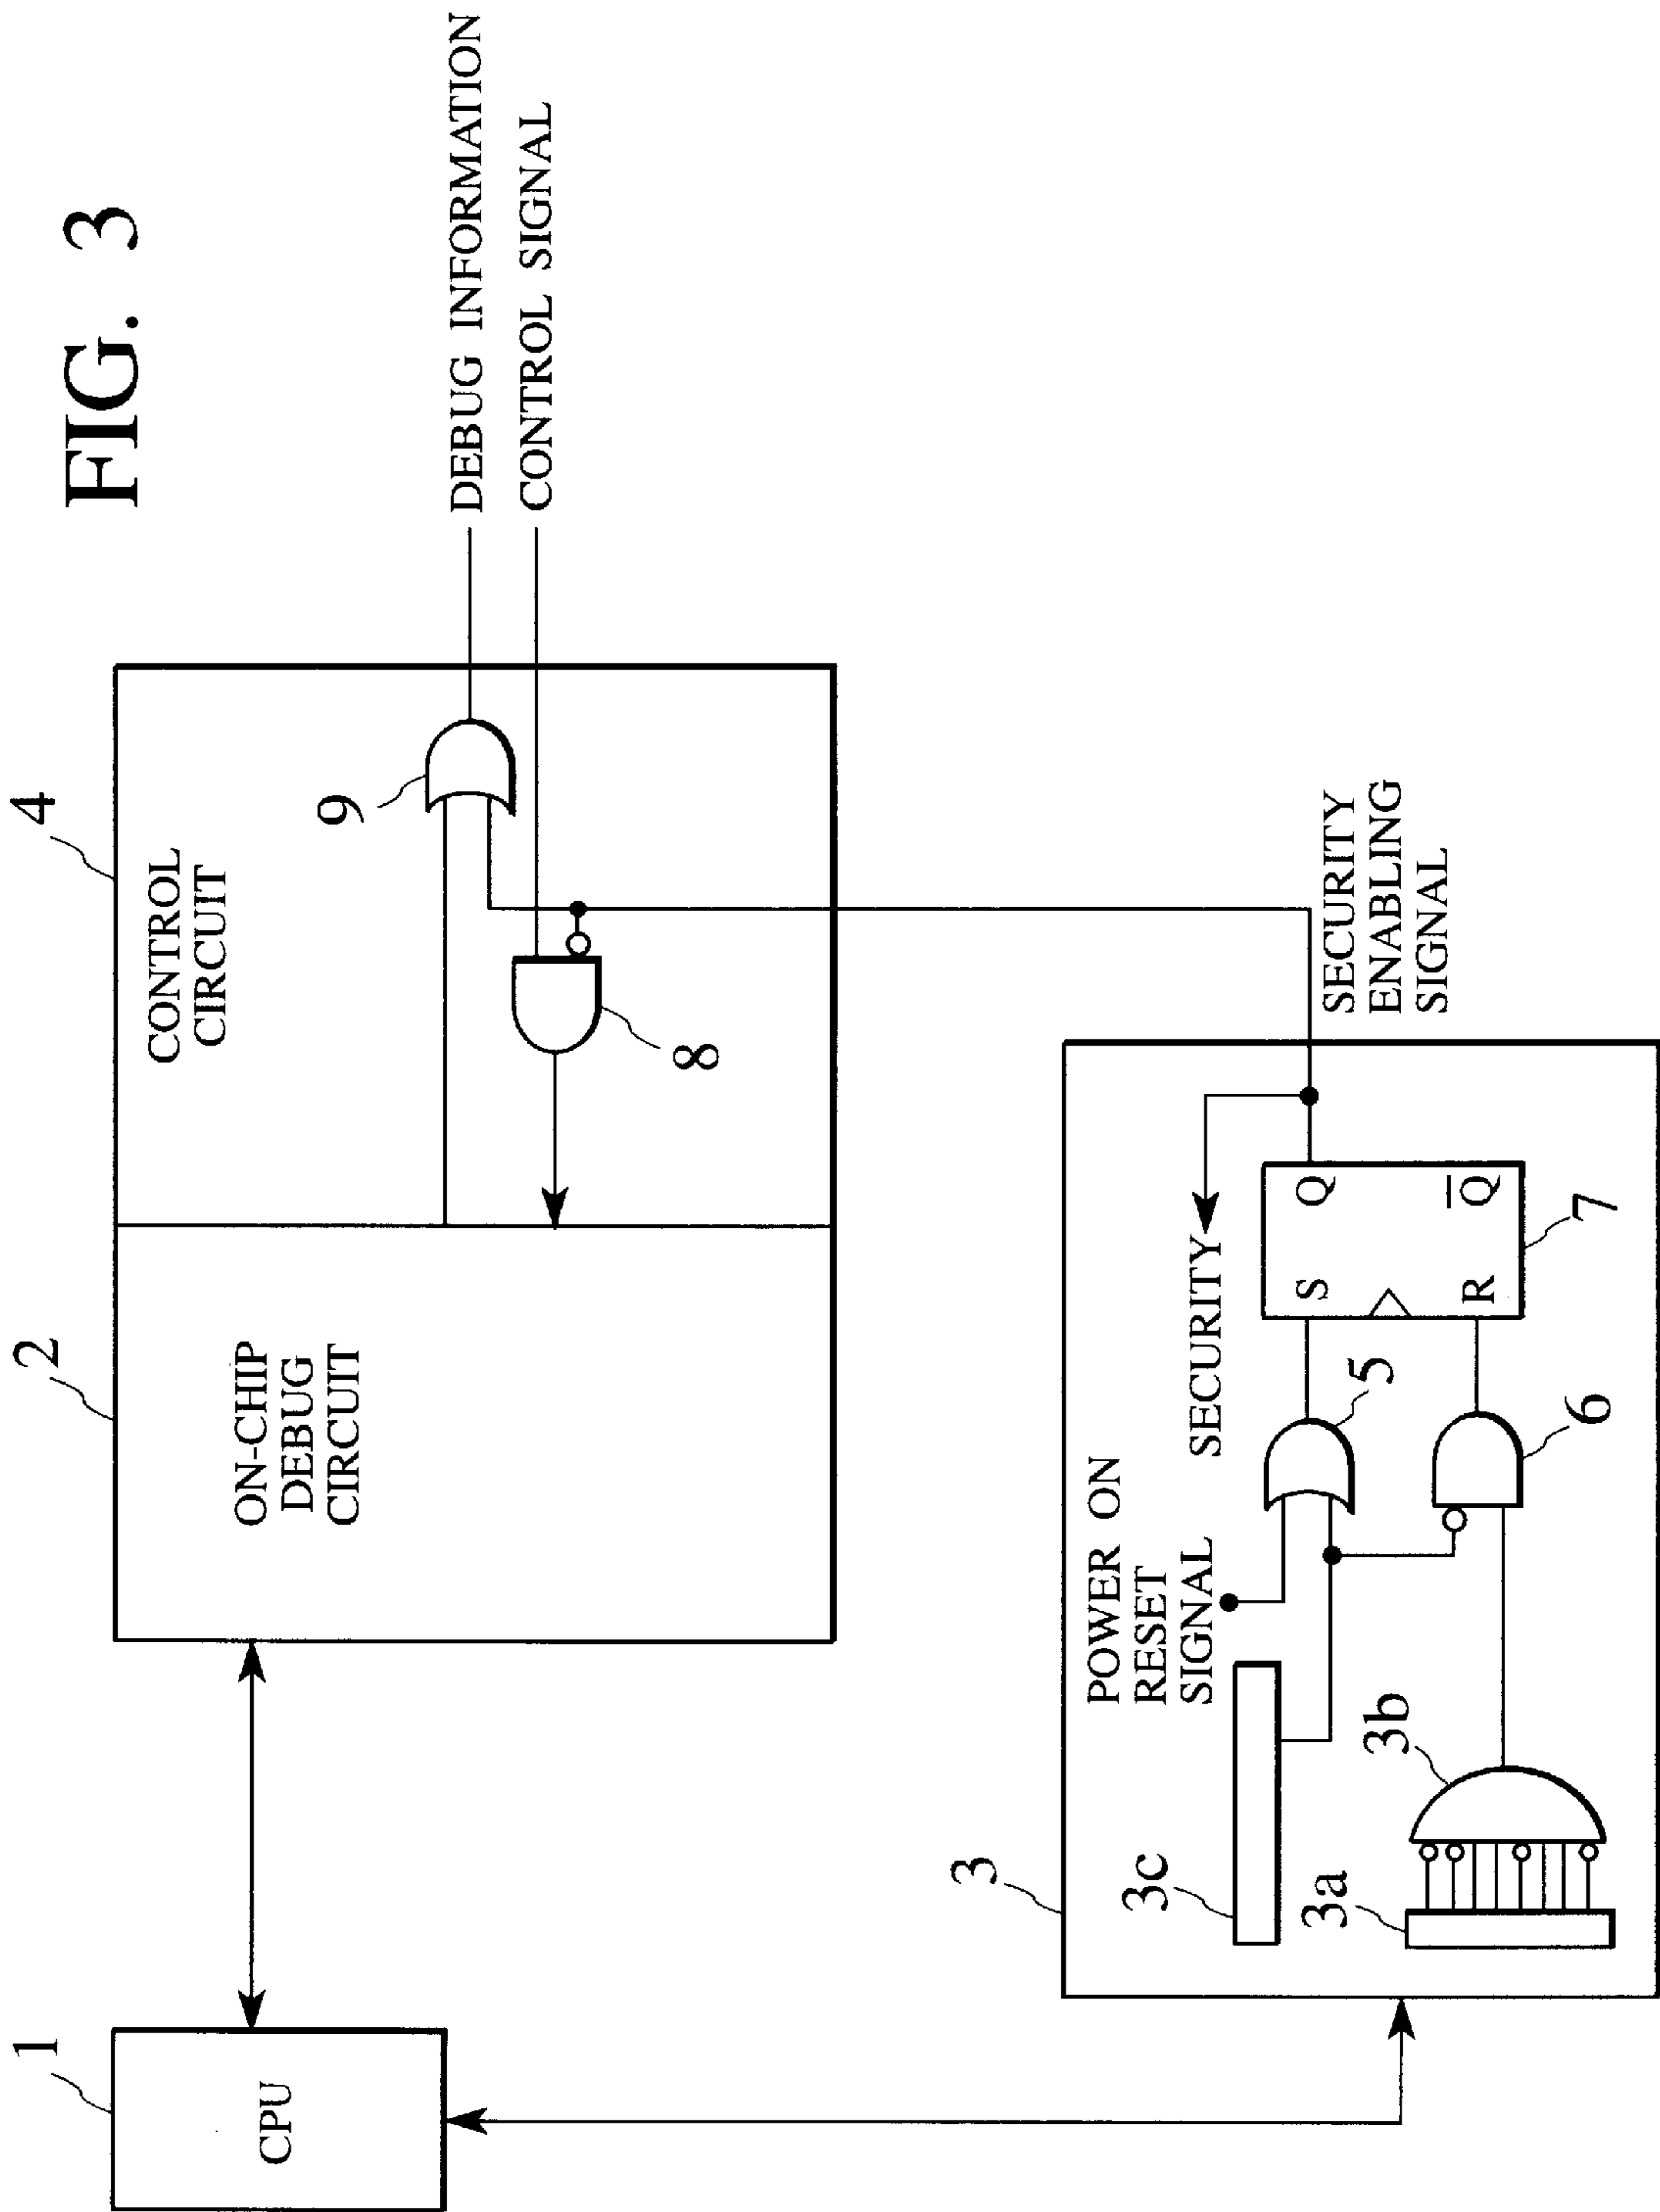 FIG. 3
1
CPU
2
ON-CHIP
DEBUG
CIRCUIT
4
CONTROL
CIRCUIT
9
8
DEBUG INFORMATION
CONTROL SIGNAL
3
3c
3a
3b
POWER ON
RESET
SIGNAL
SECURITY
5
6
S
R
Q
Q̅
7
SECURITY
ENABLING
SIGNAL